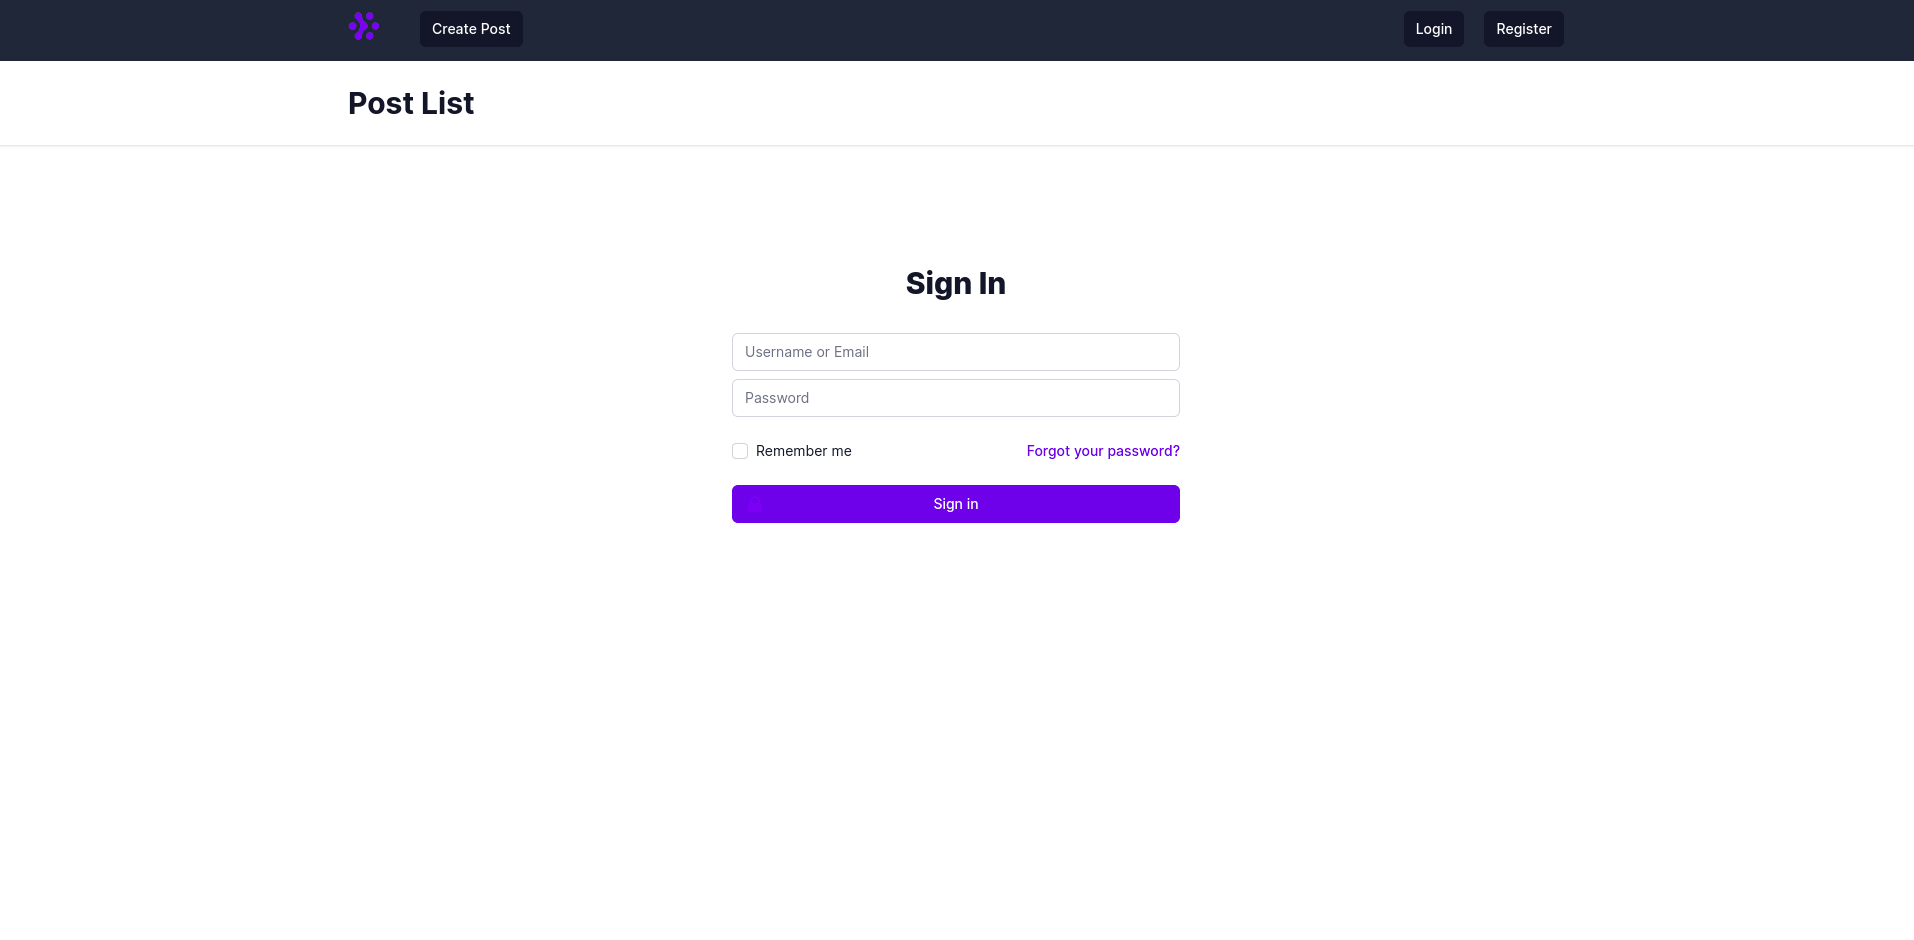 Create Post
Login
Register
Post List
Sign In
Username or Email
Password
Remember me
Forgot your password?
Sign in